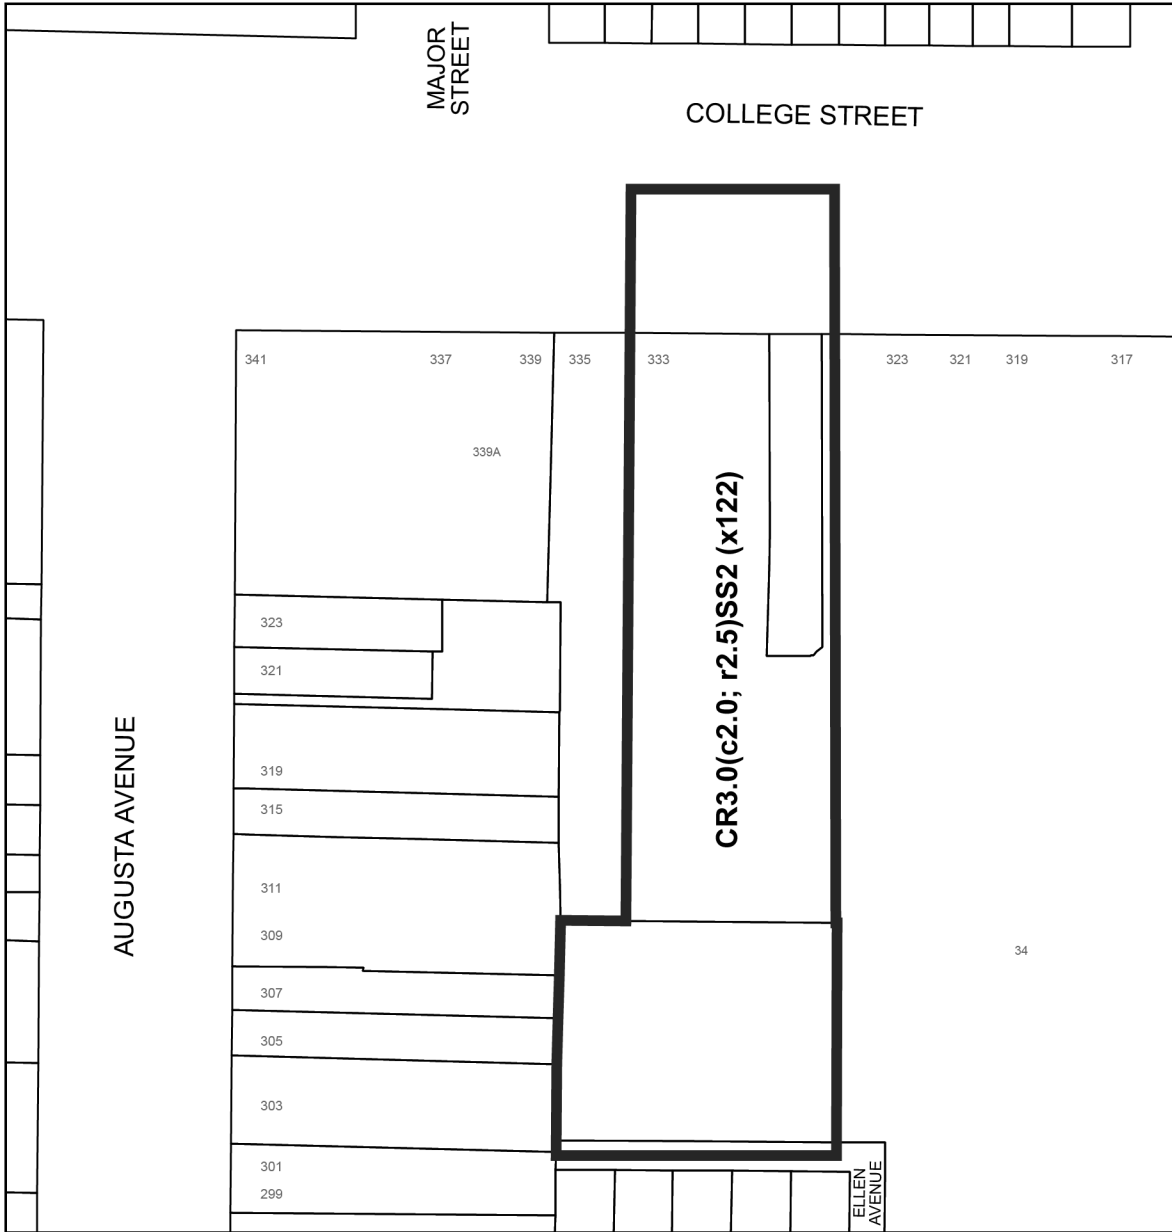 MAJOR
STREET
COLLEGE STREET
341
337
339
335
333
323
321
319
317
339A
CR3.0(c2.0; r2.5)SS2 (x122)
323
321
319
315
311
309
307
305
303
301
299
AUGUSTA AVENUE
34
ELLEN
AVENUE